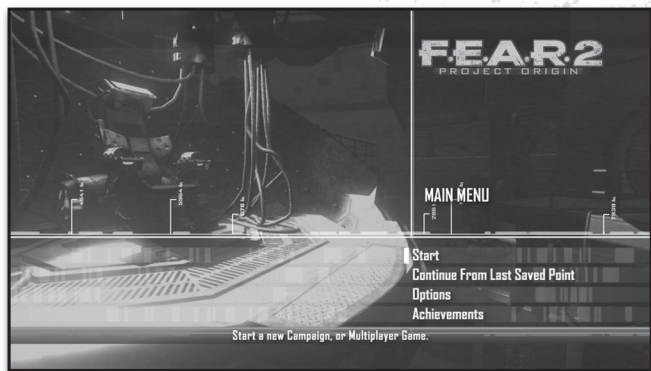 F.E.A.R.2
PROJECT ORIGIN
MAIN MENU
Start
Continue From Last Saved Point
Options
Achievements
Start a new Campaign, or Multiplayer Game.